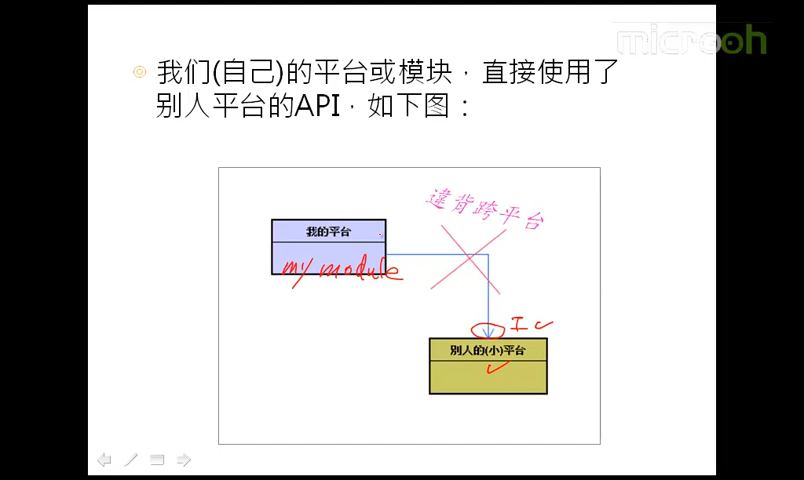 microoh
我们(自己)的平台或模块，直接使用了
别人平台的API，如下图：
違背跨平台
我的平台
my module
I
别人的(小)平台